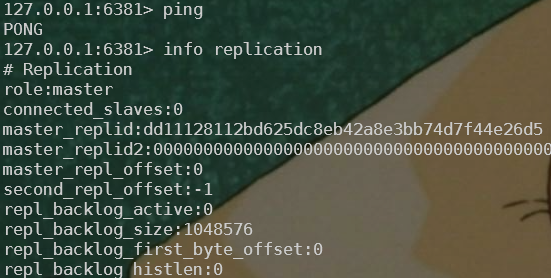 127.0.0.1:6381> ping
PONG
127.0.0.1:6381> info replication
# Replication
role:master
connected_slaves:0
master_replid:dd11128112bd625dc8eb42a8e3bb74d7f44e26d5
master_replid2:0000000000000000000000000000000000000000
master_repl_offset:0
second_repl_offset:-1
repl_backlog_active:0
repl_backlog_size:1048576
repl_backlog_first_byte_offset:0
repl_backlog_histlen:0